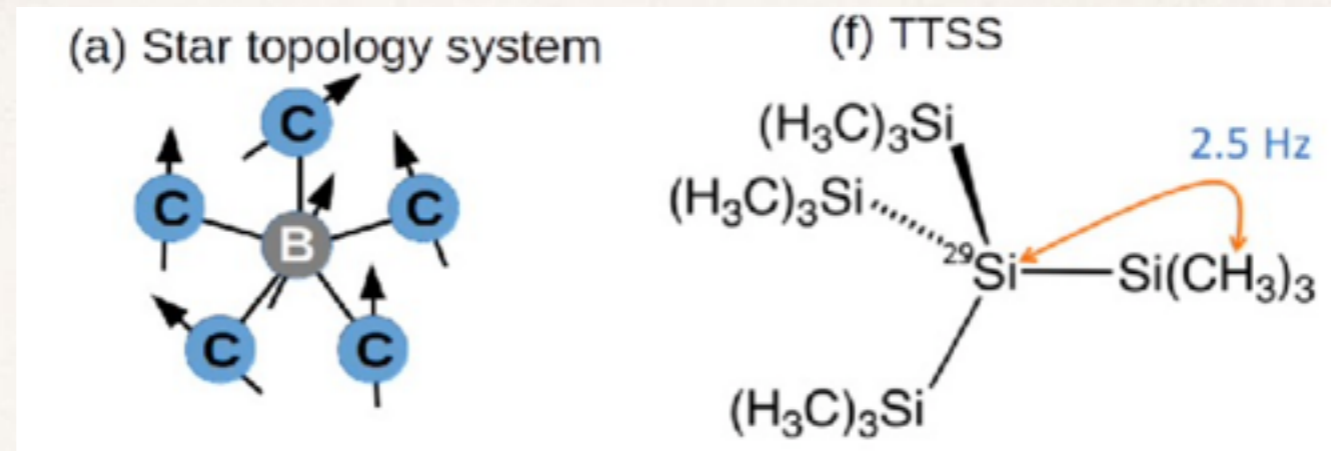 (a) Star topology system
C
C
C
B
C
C
(f) TTSS
(H₃C)₃Si
2.5 Hz
(H₃C)₃Si
²⁹Si—Si(CH₃)₃
(H₃C)₃Si